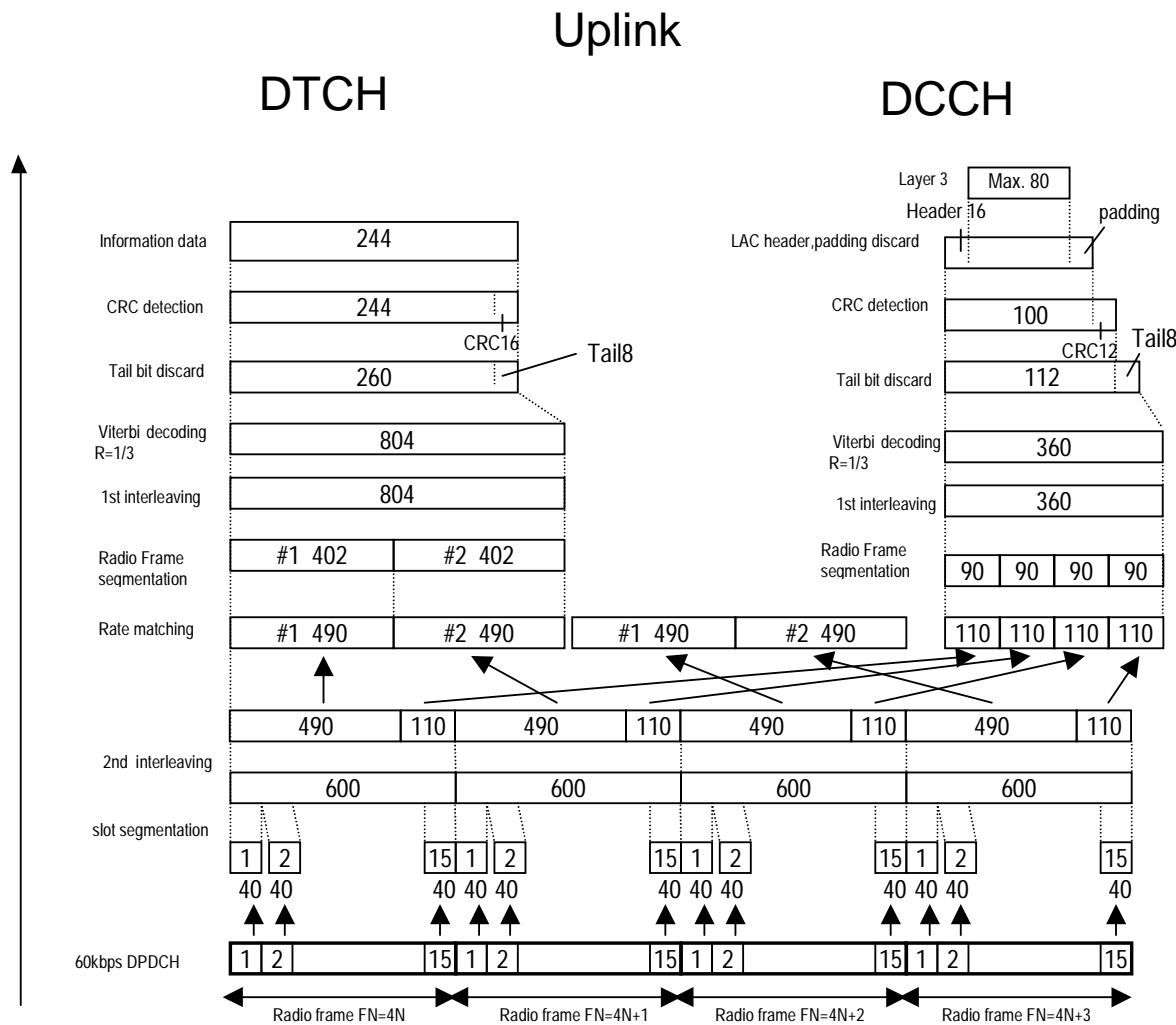 Uplink
DTCH DCCH
Layer 3 Max. 80
Header 16 padding
Information data 244 LAC header,padding discard
CRC detection 244 CRC detection 100
CRC16 Tail8 CRC12 Tail8
Tail bit discard 260 Tail bit discard 112
Viterbi decoding
R=1/3 804 Viterbi decoding
R=1/3 360
1st interleaving 804 1st interleaving 360
Radio Frame
segmentation #1 402 #2 402 Radio Frame
segmentation 90 90 90 90
Rate matching #1 490 #2 490 #1 490 #2 490 110 110 110 110
490 110 490 110 490 110 490 110
2nd interleaving
600 600 600 600
slot segmentation
1 2 15 1 2 15 1 2 15 1 2 15
40 40 40 40 40 40 40 40 40 40 40 40
60kbps DPDCH 1 2 15 1 2 15 1 2 15 1 2 15
Radio frame FN=4N Radio frame FN=4N+1 Radio frame FN=4N+2 Radio frame FN=4N+3